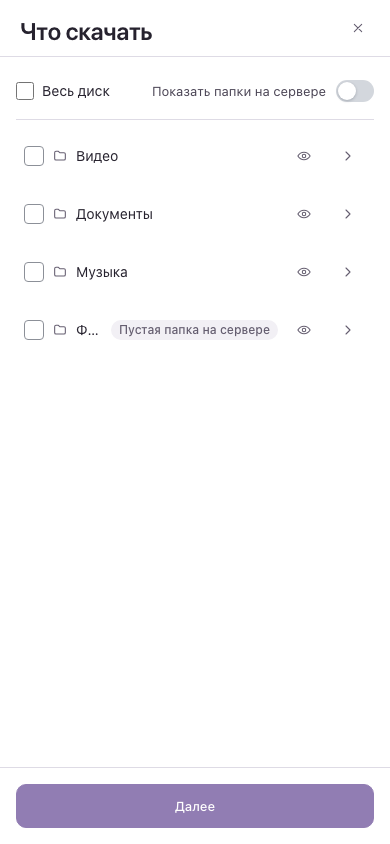 Что скачать
Весь диск Показать папки на сервере
Видео
Документы
Музыка
Ф... Пустая папка на сервере
Далее